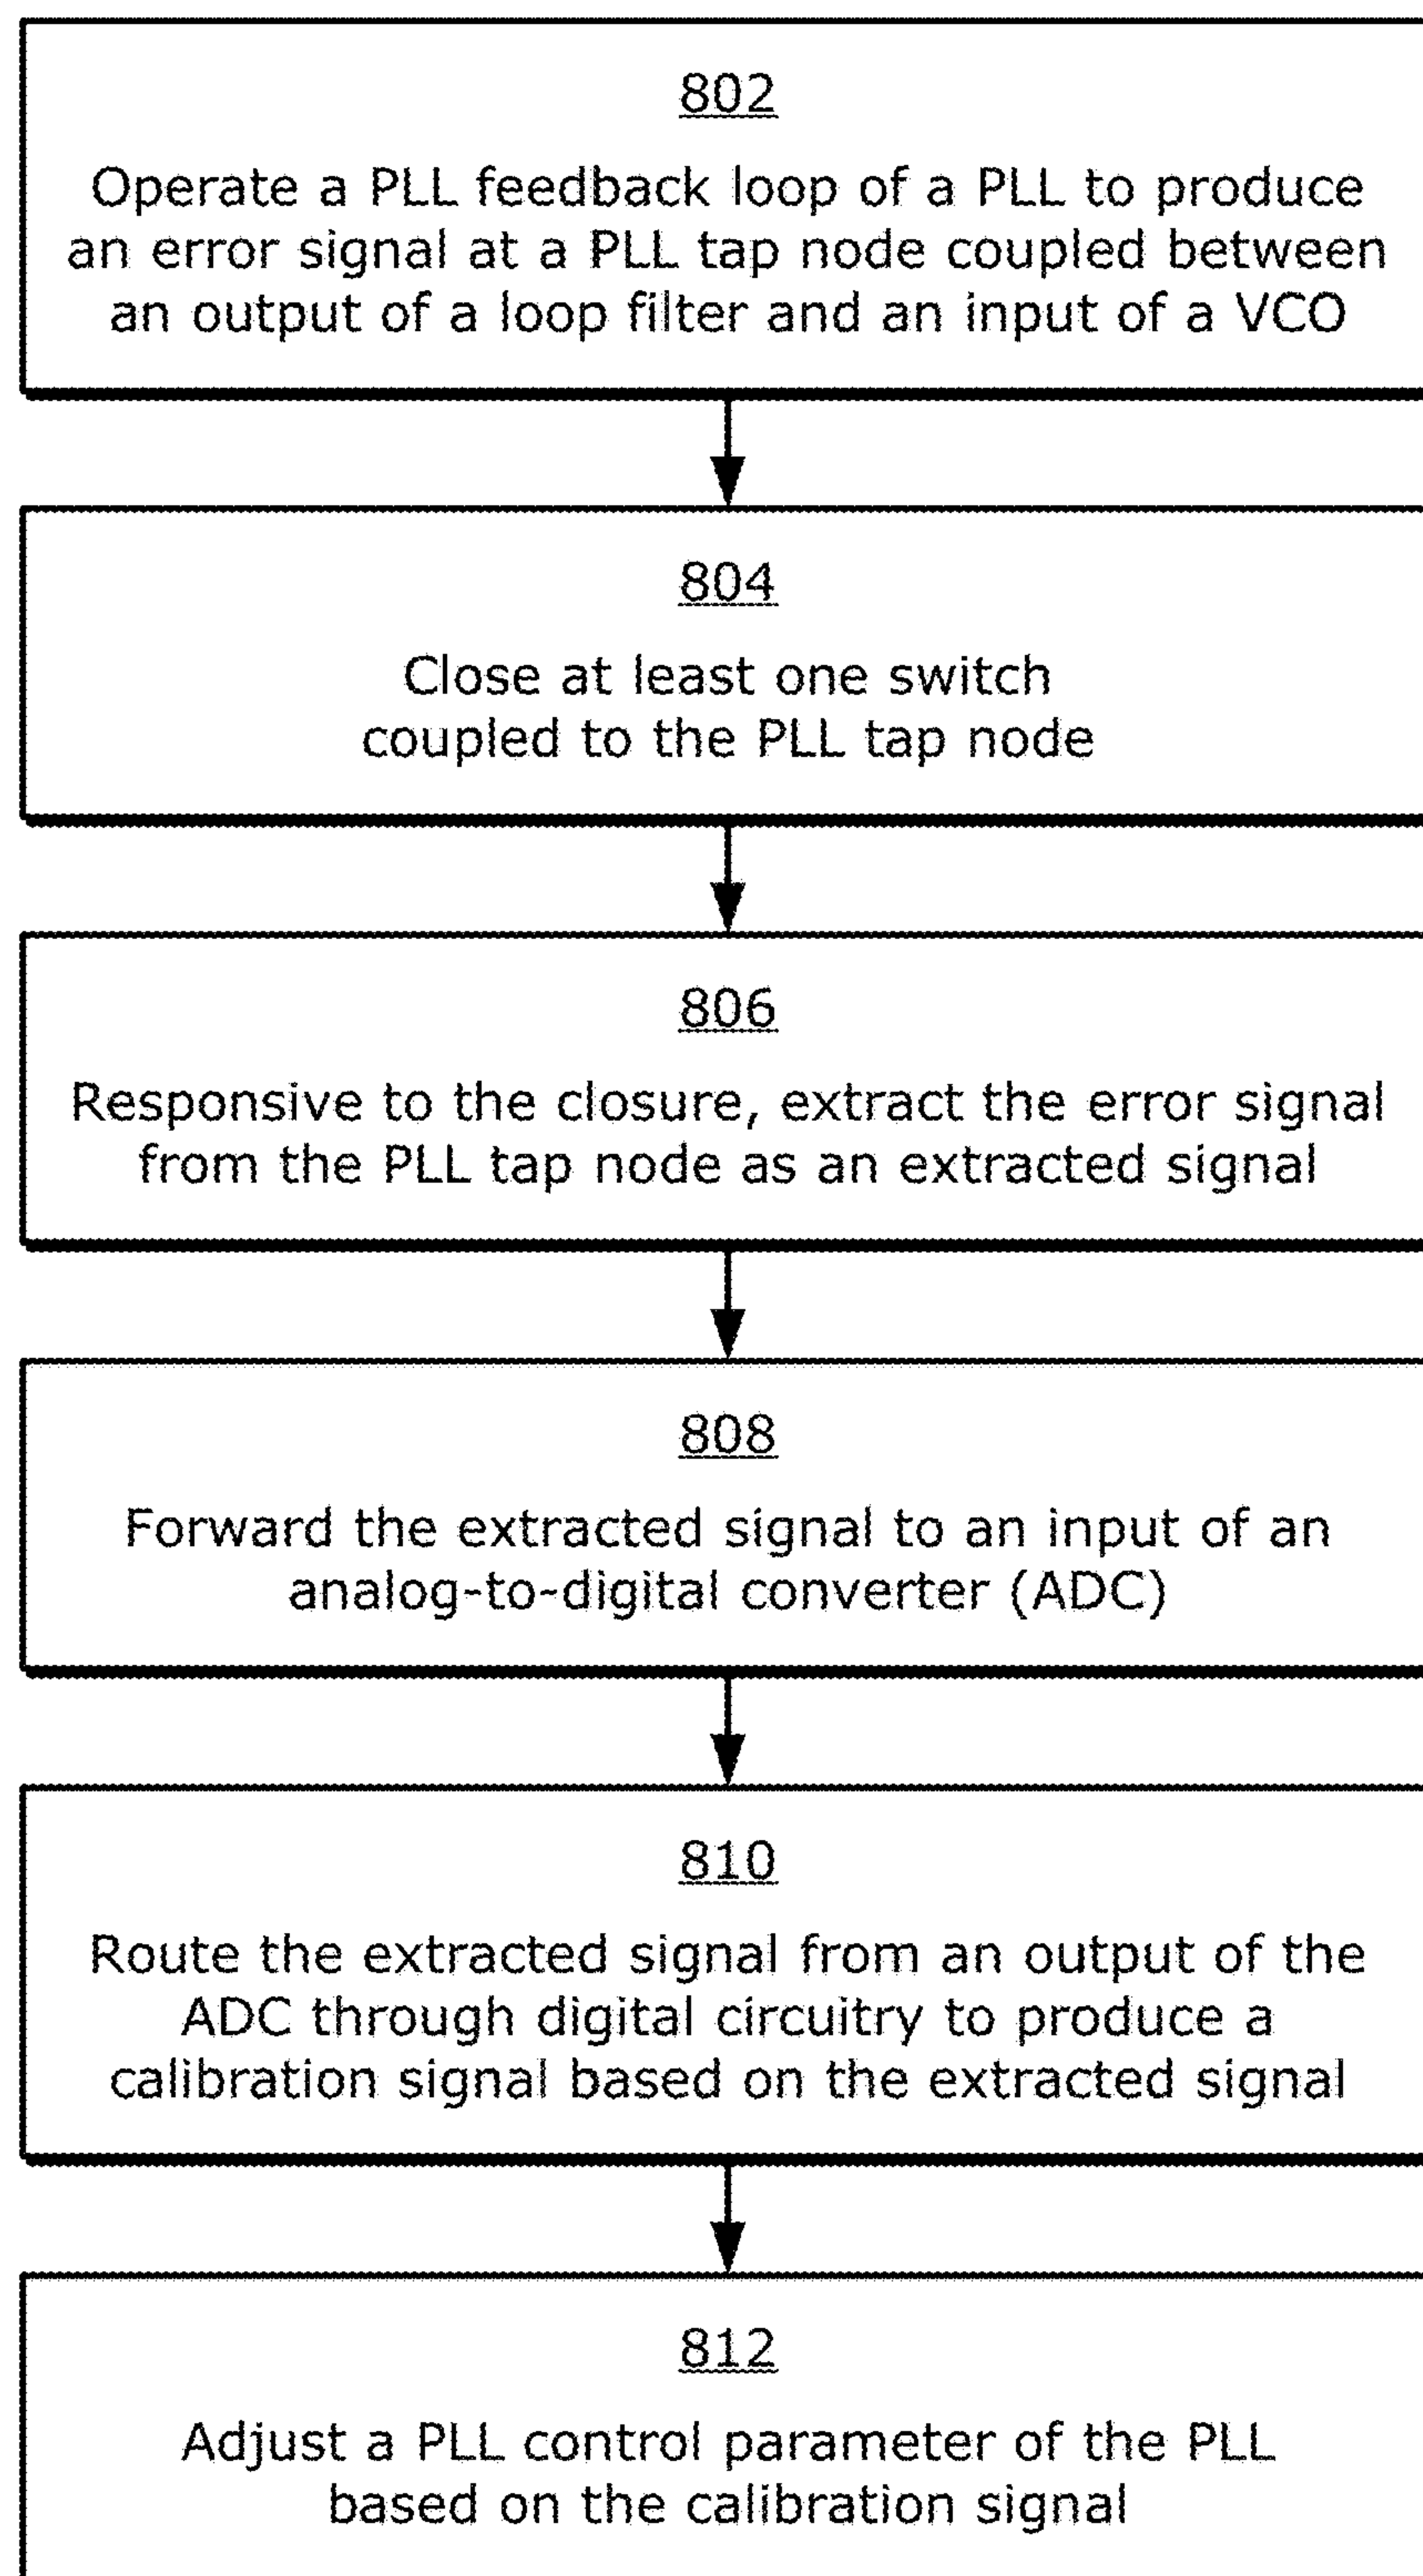 802
Operate a PLL feedback loop of a PLL to produce
an error signal at a PLL tap node coupled between
an output of a loop filter and an input of a VCO
804
Close at least one switch
coupled to the PLL tap node
806
Responsive to the closure, extract the error signal
from the PLL tap node as an extracted signal
808
Forward the extracted signal to an input of an
analog-to-digital converter (ADC)
810
Route the extracted signal from an output of the
ADC through digital circuitry to produce a
calibration signal based on the extracted signal
812
Adjust a PLL control parameter of the PLL
based on the calibration signal